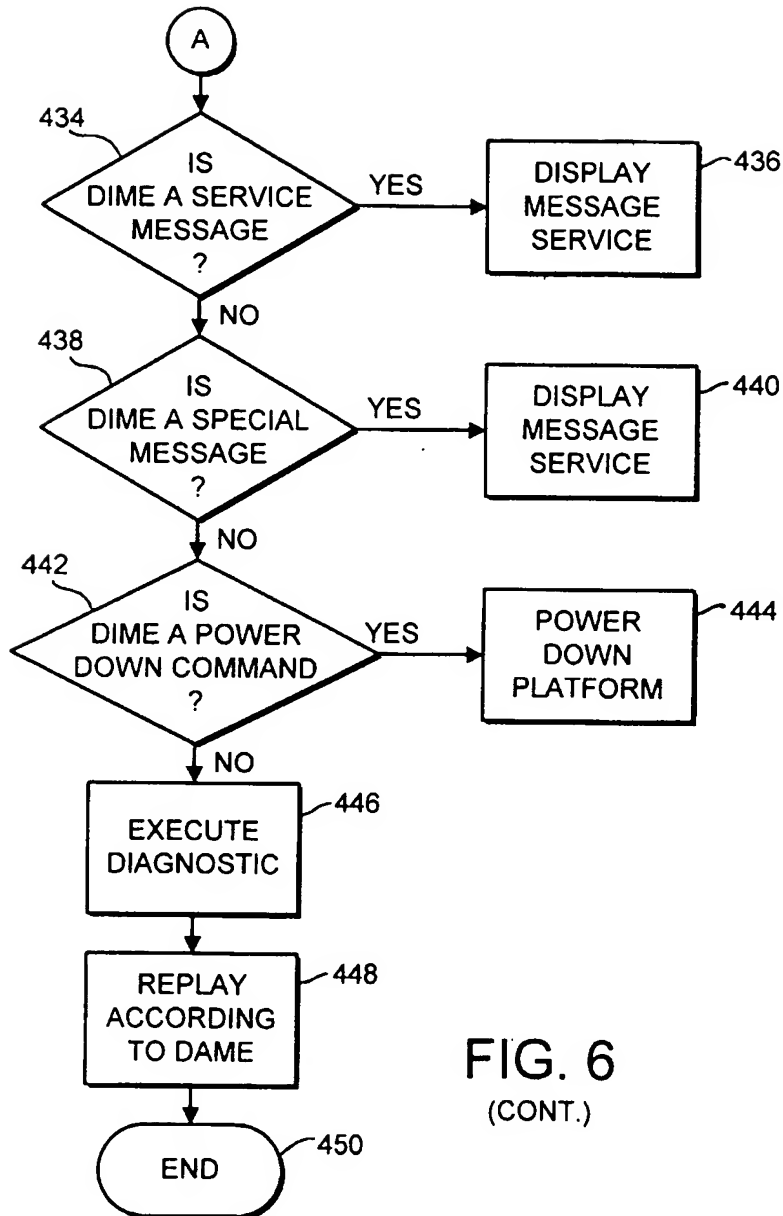 A
434
IS
DIME A SERVICE
MESSAGE
?
YES
DISPLAY
MESSAGE
SERVICE
436
NO
438
IS
DIME A SPECIAL
MESSAGE
?
YES
DISPLAY
MESSAGE
SERVICE
440
NO
442
IS
DIME A POWER
DOWN COMMAND
?
YES
POWER
DOWN
PLATFORM
444
NO
EXECUTE
DIAGNOSTIC
446
REPLAY
ACCORDING
TO DAME
448
END
450
FIG. 6
(CONT.)